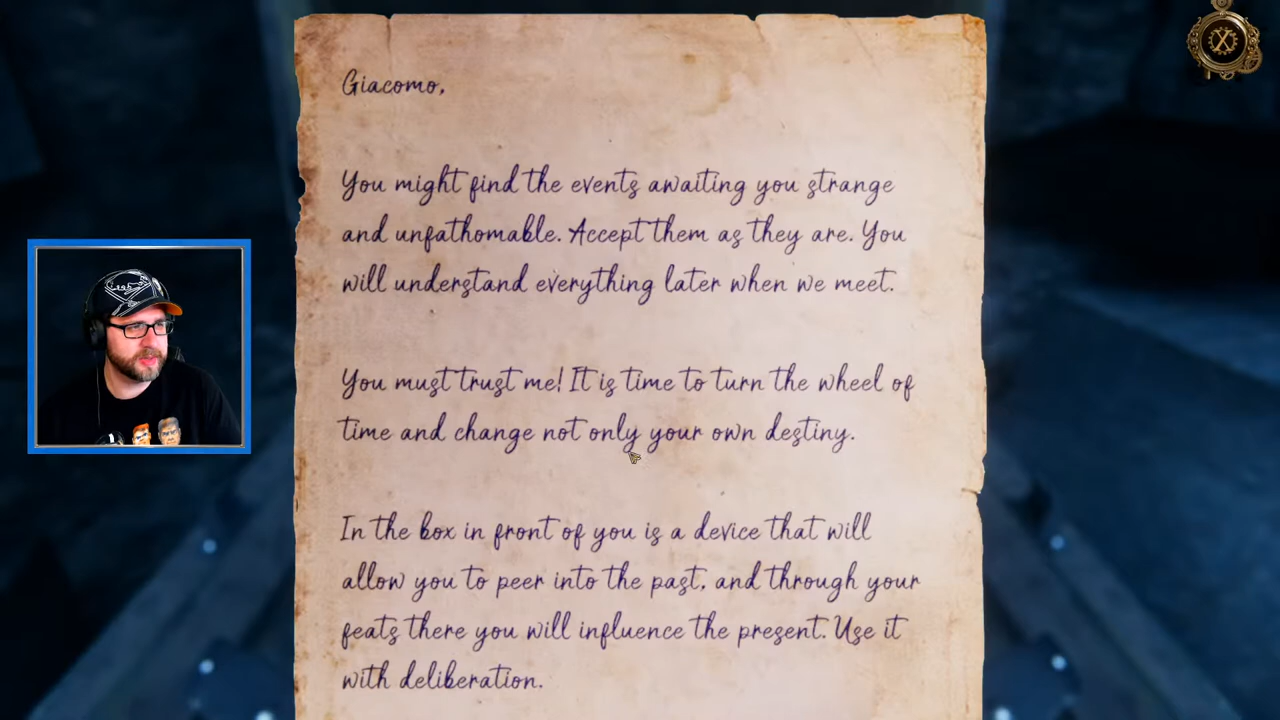 Giacomo,
You might find the events awaiting you strange
and unfathomable. Accept them as they are. You
will understand everything later when we meet.
You must trust me! It is time to turn the wheel of
time and change not only your own destiny.
In the box in front of you is a device that will
allow you to peer into the past, and through your
feats there you will influence the present. Use it
with deliberation.